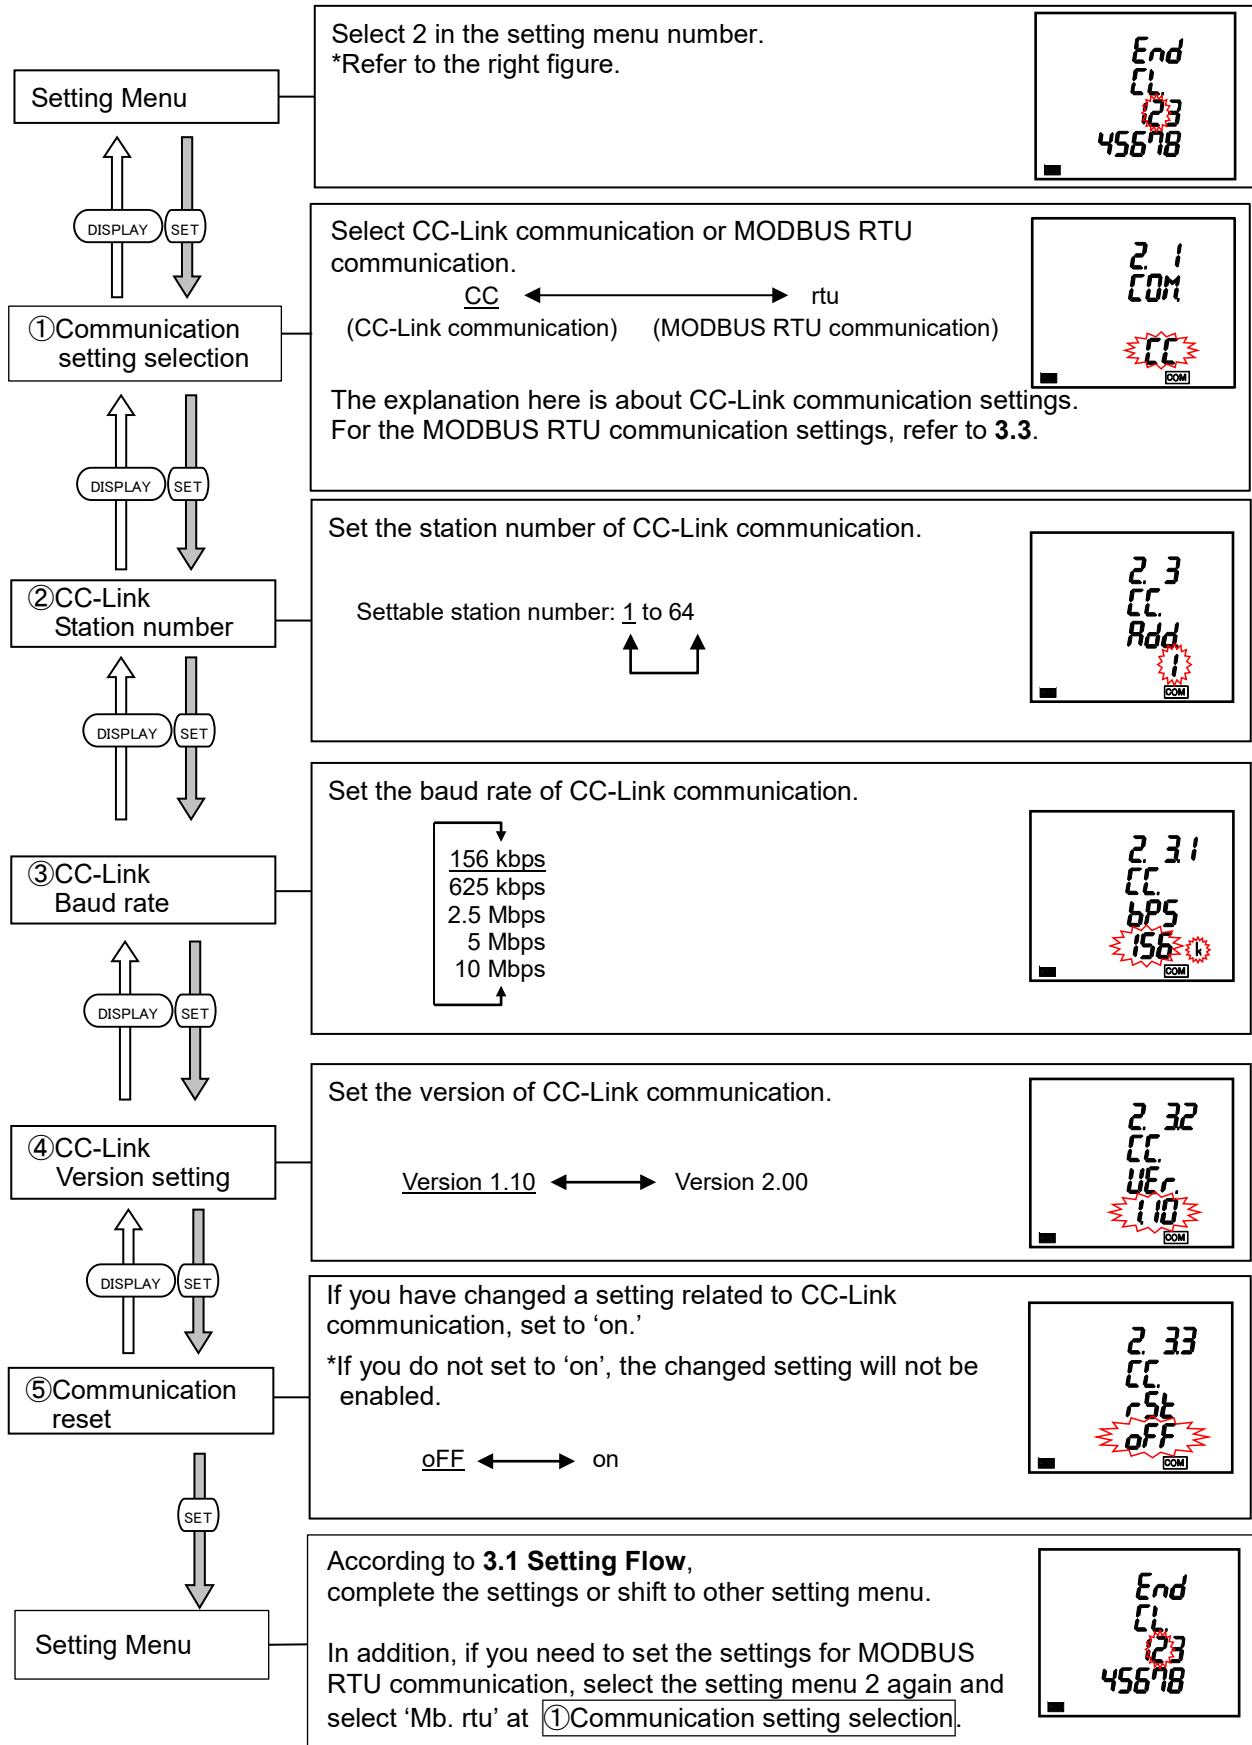 Setting Menu
Select 2 in the setting menu number.
*Refer to the right figure.
End
CL.
123
45678
DISPLAY
SET
①Communication
setting selection
Select CC-Link communication or MODBUS RTU
communication.
CC
rtu
(CC-Link communication)
(MODBUS RTU communication)
The explanation here is about CC-Link communication settings.
For the MODBUS RTU communication settings, refer to 3.3.
2. 1
COM.
CC
COM
DISPLAY
SET
②CC-Link
Station number
Set the station number of CC-Link communication.
Settable station number: 1 to 64
2. 3
CC.
Add
1
COM
DISPLAY
SET
③CC-Link
Baud rate
Set the baud rate of CC-Link communication.
156 kbps
625 kbps
2.5 Mbps
5 Mbps
10 Mbps
2. 3.1
CC.
bPS
156 k
COM
DISPLAY
SET
④CC-Link
Version setting
Set the version of CC-Link communication.
Version 1.10
Version 2.00
2. 3.2
CC.
VEr.
1.10
COM
DISPLAY
SET
⑤Communication
reset
If you have changed a setting related to CC-Link
communication, set to ‘on.’
*If you do not set to ‘on’, the changed setting will not be
enabled.
oFF
on
2. 3.3
CC.
rSt
oFF
COM
SET
Setting Menu
According to 3.1 Setting Flow,
complete the settings or shift to other setting menu.
In addition, if you need to set the settings for MODBUS
RTU communication, select the setting menu 2 again and
select ‘Mb. rtu’ at ①Communication setting selection.
End
CL.
123
45678